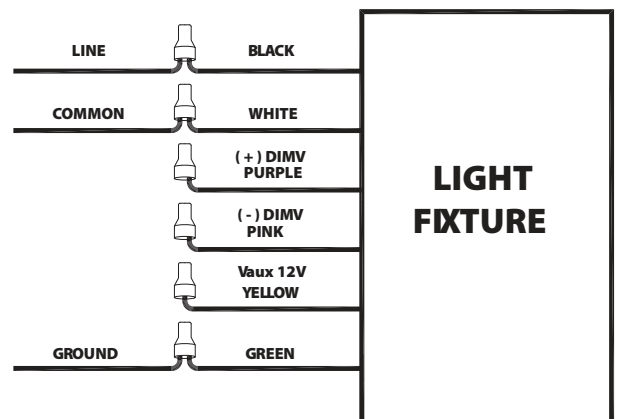 LINE BLACK
COMMON WHITE
( + ) DIMV
PURPLE
( - ) DIMV
PINK
Vaux 12V
YELLOW
GROUND GREEN
LIGHT
FIXTURE